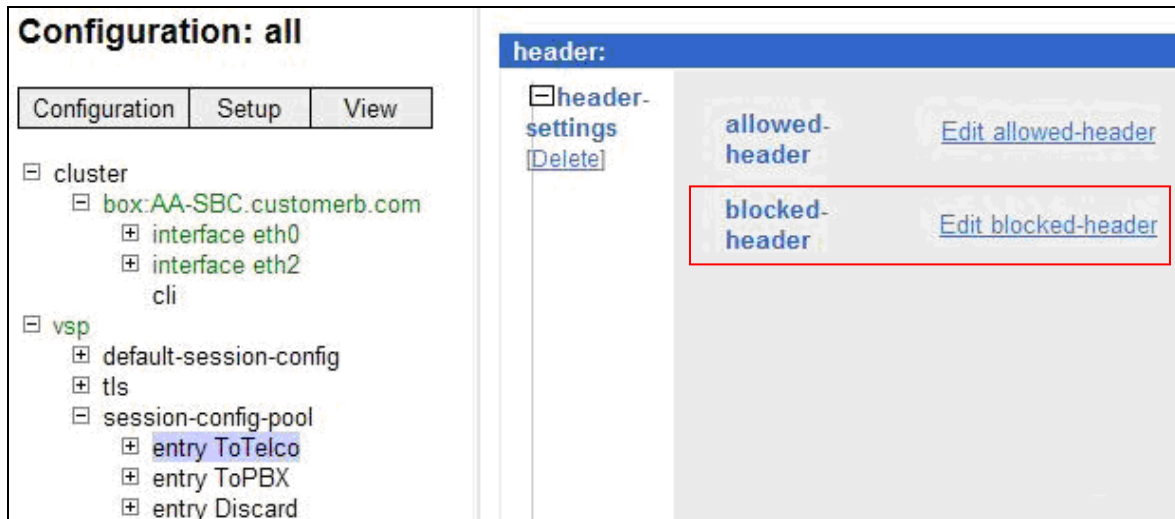 Configuration: all
Configuration Setup View
cluster
box:AA-SBC.customerb.com
interface eth0
interface eth2
cli
vsp
default-session-config
tls
session-config-pool
entry ToTelco
entry ToPBX
entry Discard
header:
header-
settings
[Delete]
allowed-
header
Edit allowed-header
blocked-
header
Edit blocked-header